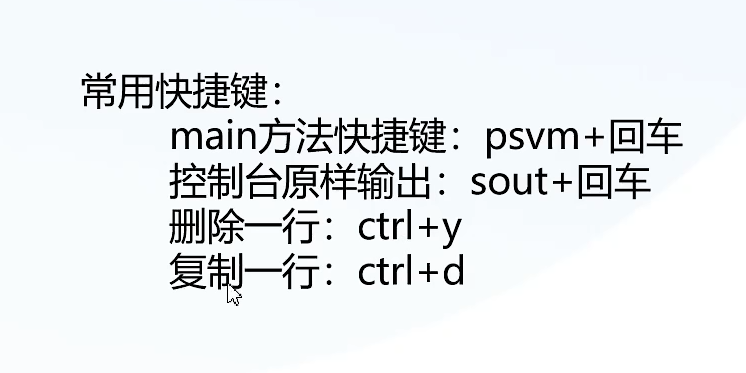 常用快捷键：
main方法快捷键：psvm+回车
控制台原样输出：sout+回车
删除一行：ctrl+y
复制一行：ctrl+d